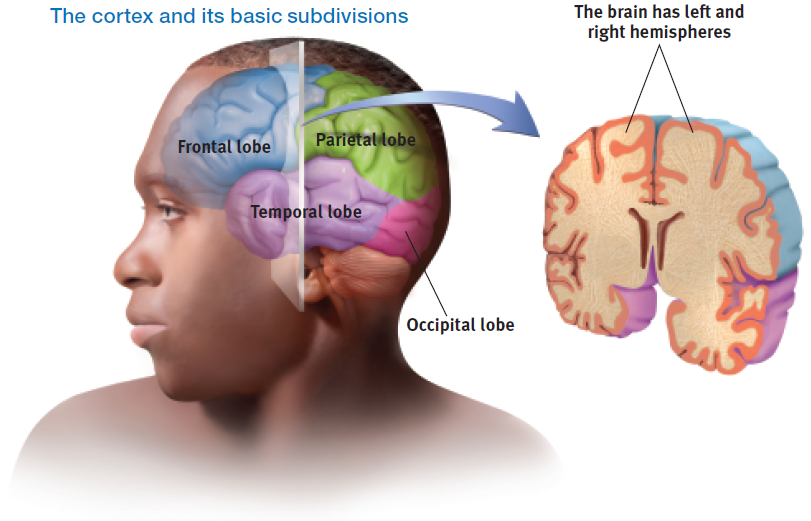 The cortex and its basic subdivisions
The brain has left and
right hemispheres
Frontal lobe
Parietal lobe
Temporal lobe
Occipital lobe